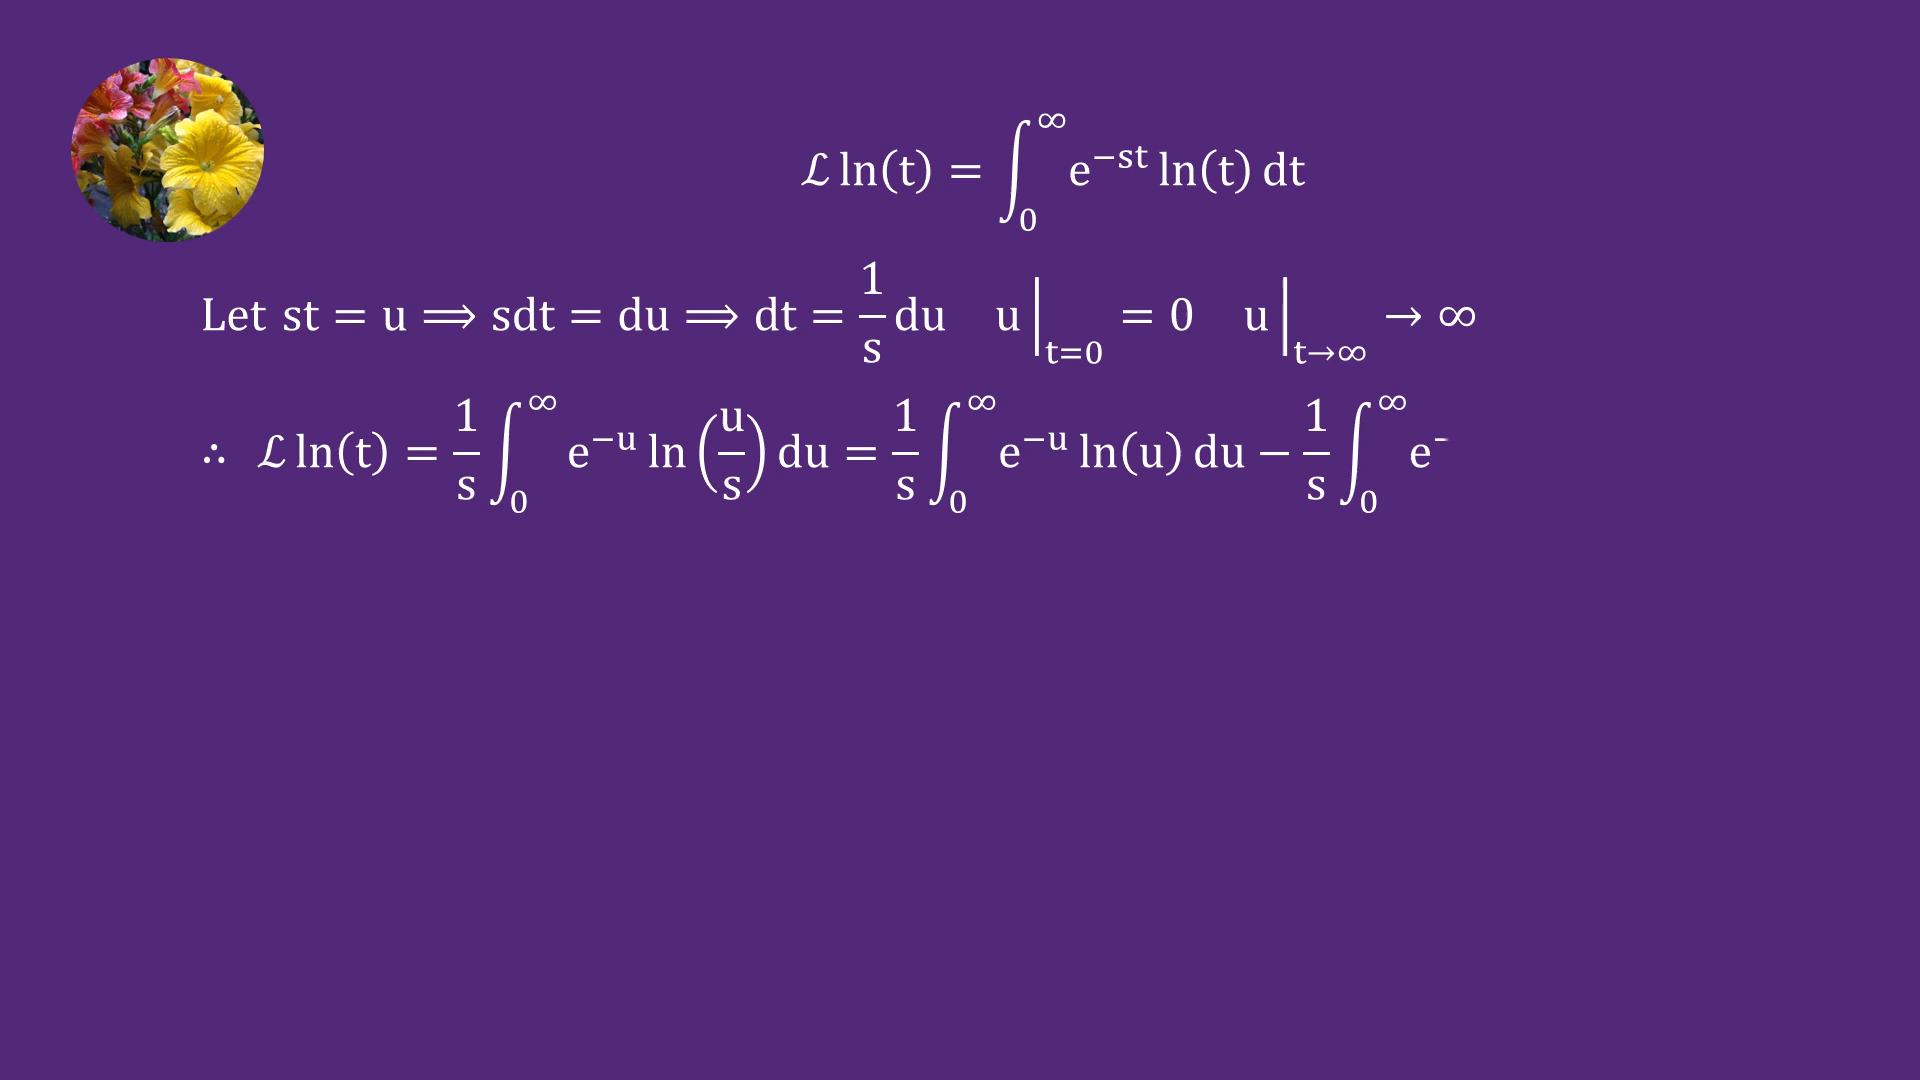 ℒ ln(t) = ∫₀^∞ e^(−st) ln(t) dt
Let st = u ⟹ sdt = du ⟹ dt = 1/s du u|_(t=0) = 0 u|_(t→∞) → ∞
∴ ℒ ln(t) = 1/s ∫₀^∞ e^(−u) ln(u/s) du = 1/s ∫₀^∞ e^(−u) ln(u) du − 1/s ∫₀^∞ e^−